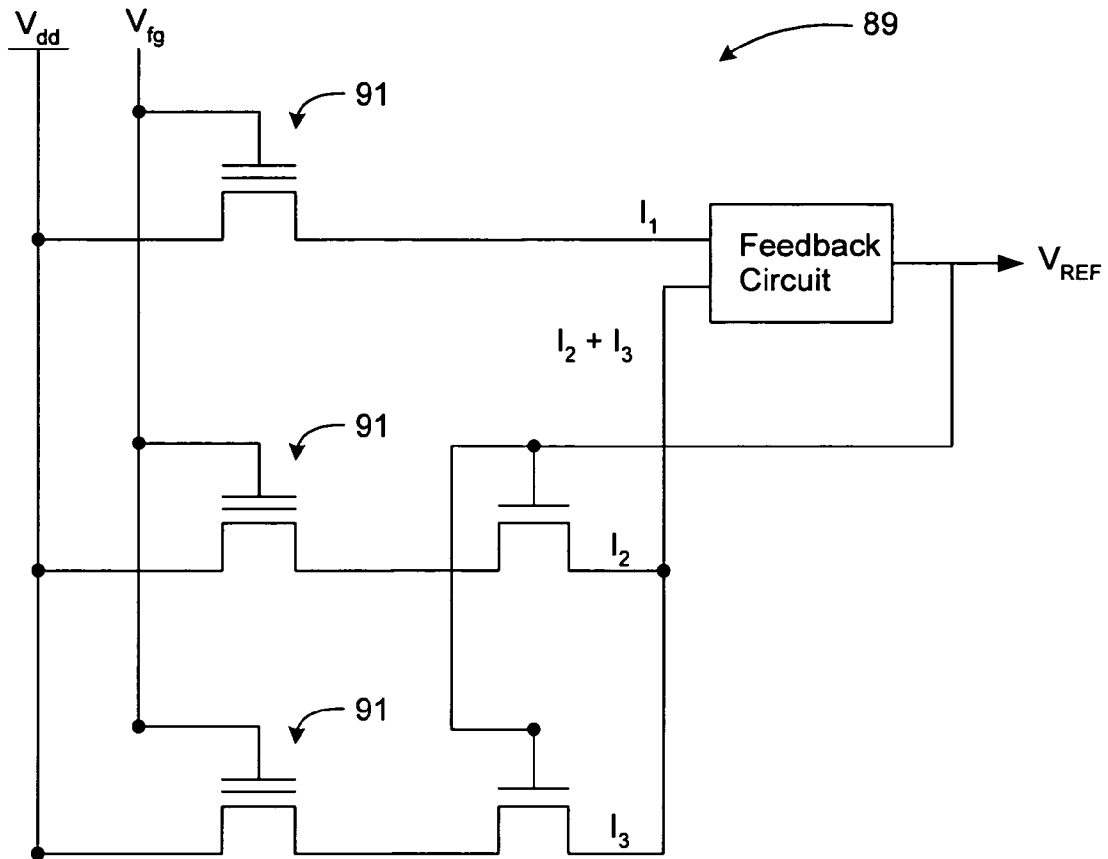 V_dd
V_fg
89
91
I_1
Feedback
Circuit
V_REF
I_2 + I_3
91
I_2
91
I_3